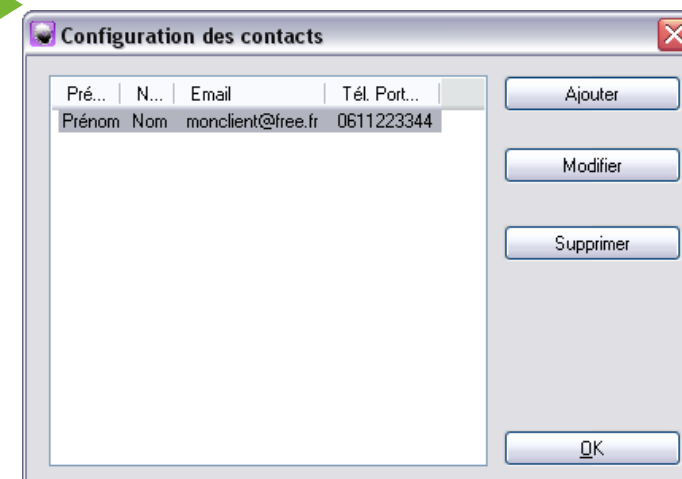 Configuration des contacts
Pré... N... Email Tél. Port...
Prénom Nom monclient@free.fr 0611223344
Ajouter
Modifier
Supprimer
OK